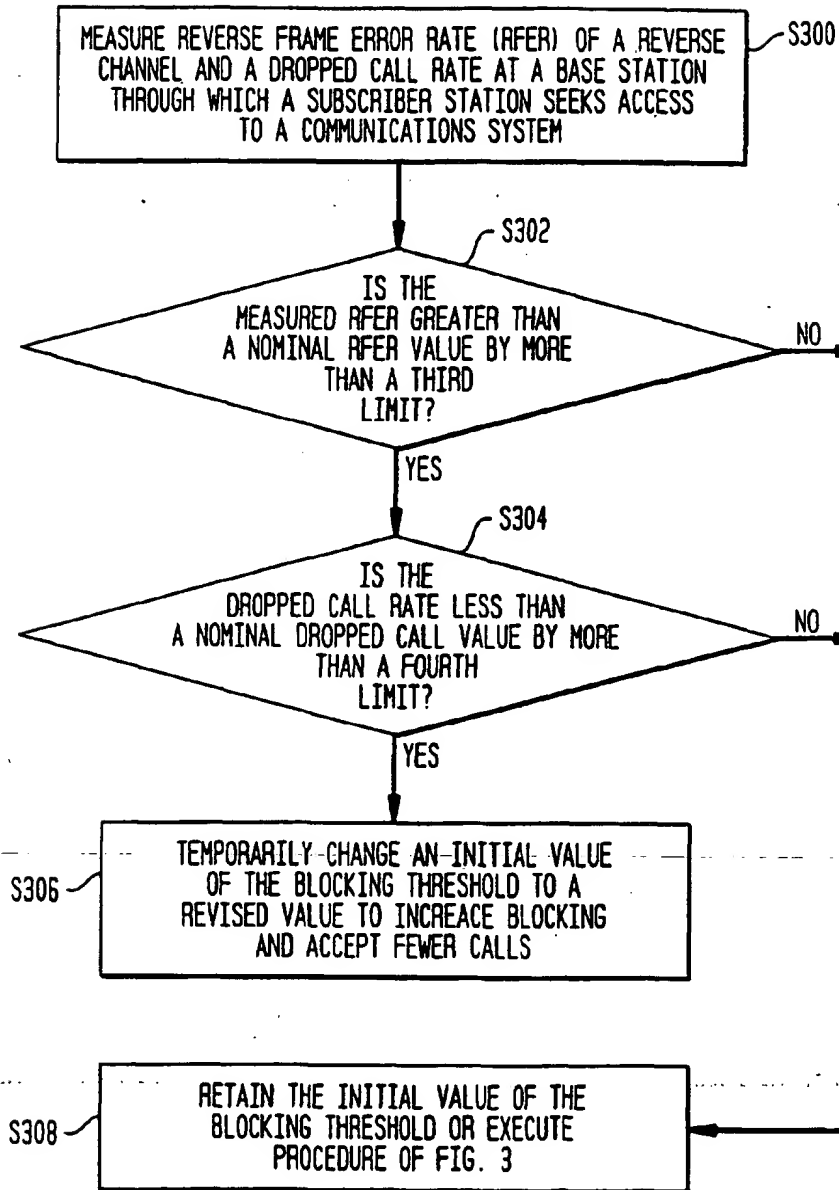 MEASURE REVERSE FRAME ERROR RATE (RFER) OF A REVERSE
CHANNEL AND A DROPPED CALL RATE AT A BASE STATION
THROUGH WHICH A SUBSCRIBER STATION SEEKS ACCESS
TO A COMMUNICATIONS SYSTEM
S300
S302
IS THE
MEASURED RFER GREATER THAN
A NOMINAL RFER VALUE BY MORE
THAN A THIRD
LIMIT?
NO
YES
S304
IS THE
DROPPED CALL RATE LESS THAN
A NOMINAL DROPPED CALL VALUE BY MORE
THAN A FOURTH
LIMIT?
NO
YES
S306
TEMPORARILY CHANGE AN INITIAL VALUE
OF THE BLOCKING THRESHOLD TO A
REVISED VALUE TO INCREACE BLOCKING
AND ACCEPT FEWER CALLS
S308
RETAIN THE INITIAL VALUE OF THE
BLOCKING THRESHOLD OR EXECUTE
PROCEDURE OF FIG. 3